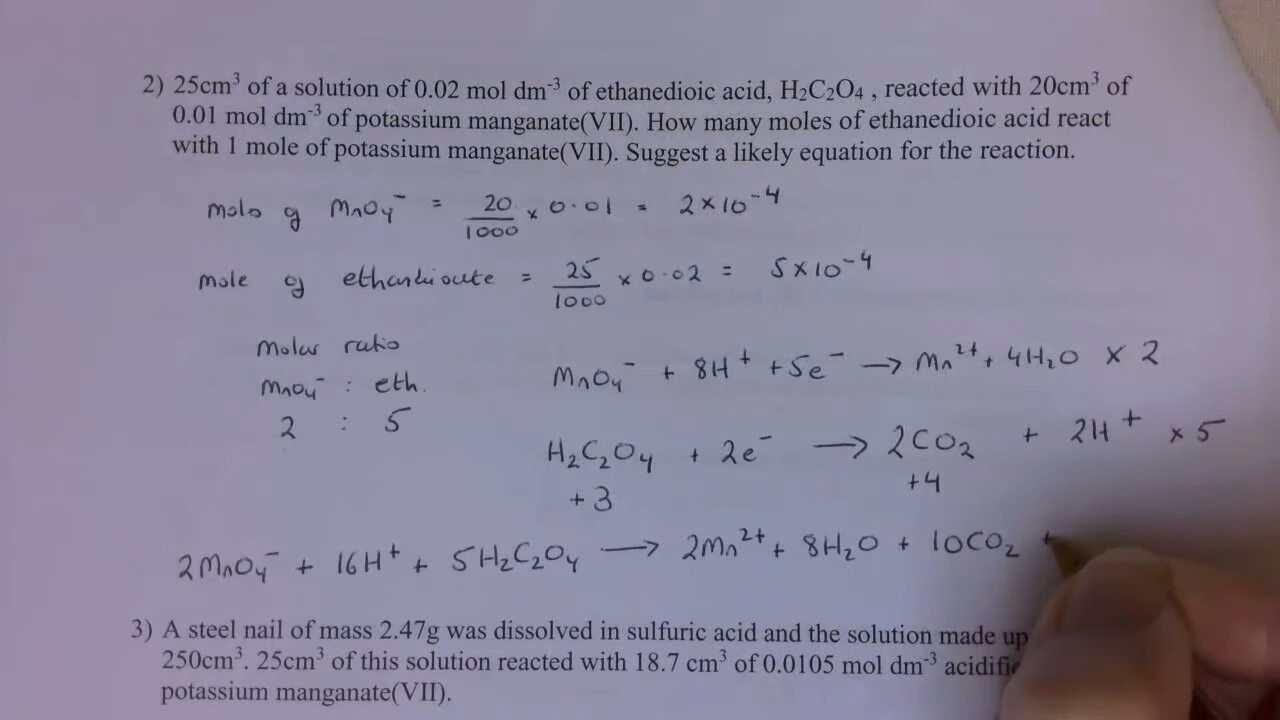 2) 25cm³ of a solution of 0.02 mol dm⁻³ of ethanedioic acid, H₂C₂O₄ , reacted with 20cm³ of
0.01 mol dm⁻³ of potassium manganate(VII). How many moles of ethanedioic acid react
with 1 mole of potassium manganate(VII). Suggest a likely equation for the reaction.
mols of MnO₄⁻ = 20/1000 × 0.01 = 2×10⁻⁴
mole of ethandioute = 25/1000 × 0.02 = 5×10⁻⁴
Molar ratio
MnO₄⁻ : eth.
2 : 5
MnO₄⁻ + 8H⁺ + 5e⁻ → Mn²⁺ + 4H₂O × 2
H₂C₂O₄ + 2e⁻ → 2CO₂ + 2H⁺ × 5
+3 +4
2MnO₄⁻ + 16H⁺ + 5H₂C₂O₄ → 2Mn²⁺ + 8H₂O + 10CO₂ +
3) A steel nail of mass 2.47g was dissolved in sulfuric acid and the solution made up
250cm³. 25cm³ of this solution reacted with 18.7 cm³ of 0.0105 mol dm⁻³ acidific
potassium manganate(VII).